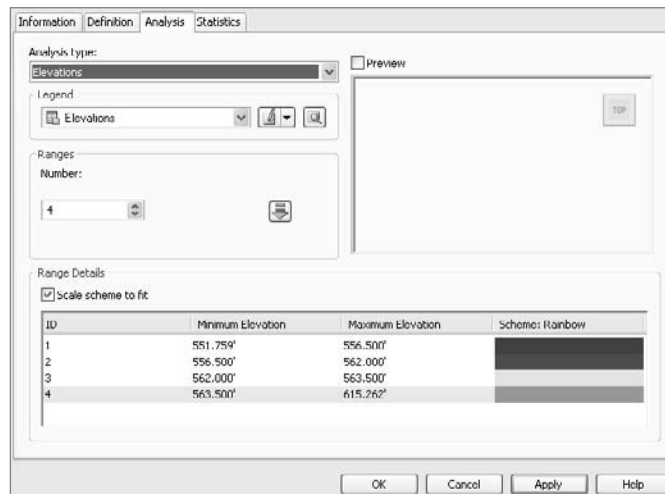 Information Definition Analysis Statistics
Analysis type:
Elevations
Preview
Legend
Elevations
TOP
Ranges
Number:
4
Range Details
Scale scheme to fit
ID Minimum Elevation Maximum Elevation Scheme: Rainbow
1 551.759' 556.500'
2 556.500' 562.000'
3 562.000' 563.500'
4 563.500' 615.262'
OK Cancel Apply Help